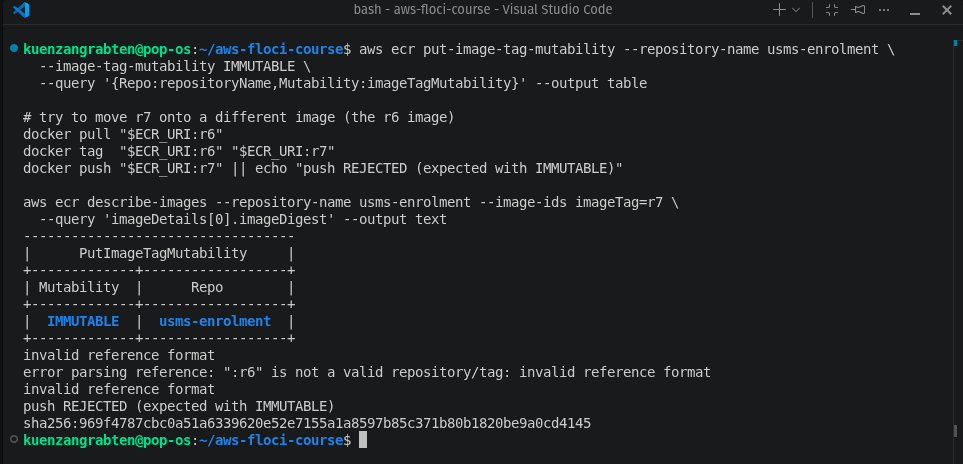 bash - aws-floci-course - Visual Studio Code
kuenzangrabten@pop-os:~/aws-floci-course$ aws ecr put-image-tag-mutability --repository-name usms-enrolment \
  --image-tag-mutability IMMUTABLE \
  --query '{Repo:repositoryName,Mutability:imageTagMutability}' --output table

# try to move r7 onto a different image (the r6 image)
docker pull "$ECR_URI:r6"
docker tag  "$ECR_URI:r6" "$ECR_URI:r7"
docker push "$ECR_URI:r7" || echo "push REJECTED (expected with IMMUTABLE)"

aws ecr describe-images --repository-name usms-enrolment --image-ids imageTag=r7 \
  --query 'imageDetails[0].imageDigest' --output text
----------------------------------
|      PutImageTagMutability     |
+-------------+------------------+
| Mutability  |      Repo        |
+-------------+------------------+
|  IMMUTABLE  |  usms-enrolment  |
+-------------+------------------+
invalid reference format
error parsing reference: ":r6" is not a valid repository/tag: invalid reference format
invalid reference format
push REJECTED (expected with IMMUTABLE)
sha256:969f4787cbc0a51a6339620e52e7155a1a8597b85c371b80b1820be9a0cd4145
kuenzangrabten@pop-os:~/aws-floci-course$